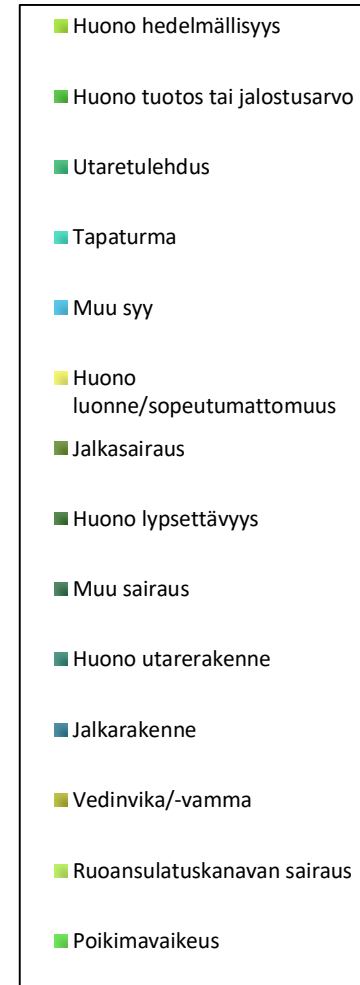 Huono hedelmällisyys
Huono tuotos tai jalostusarvo
Utaretulehdus
Tapaturma
Muu syy
Huono
luonne/sopeutumattomuus
Jalkasairaus
Huono lypsettävyys
Muu sairaus
Huono utarerakenne
Jalkarakenne
Vedinvika/-vamma
Ruoansulatuskanavan sairaus
Poikimavaikeus